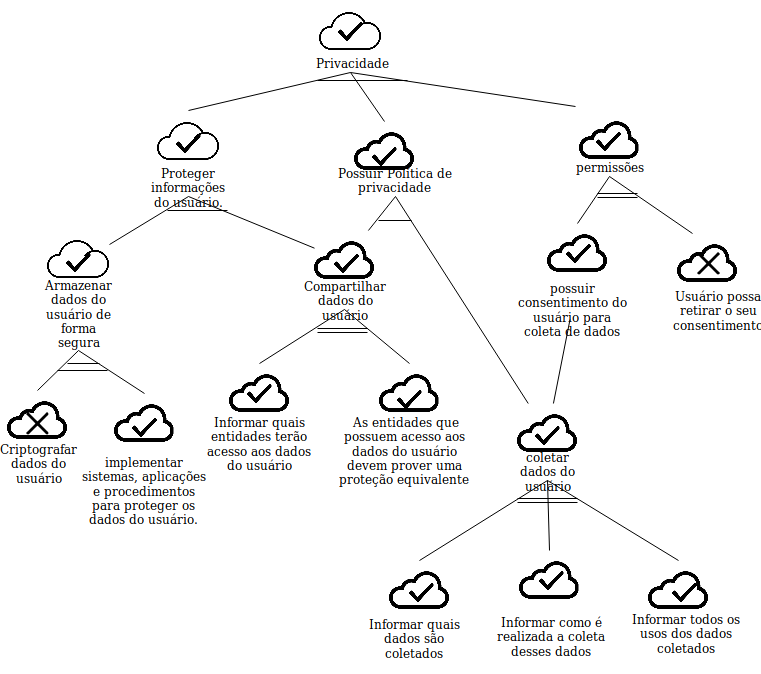 Privacidade
Proteger
informações
do usuário.
Possuir Política de
privacidade
permissões
Armazenar
dados do
usuário de
forma
segura
Compartilhar
dados do
usuário
possuir
consentimento do
usuário para
coleta de dados
Usuário possa
retirar o seu
consentimento
Criptografar
dados do
usuário
implementar
sistemas, aplicações
e procedimentos
para proteger os
dados do usuário.
Informar quais
entidades terão
acesso aos dados
do usuário
As entidades que
possuem acesso aos
dados do usuário
devem prover uma
proteção equivalente
coletar
dados do
usuário
Informar quais
dados são
coletados
Informar como é
realizada a coleta
desses dados
Informar todos os
usos dos dados
coletados